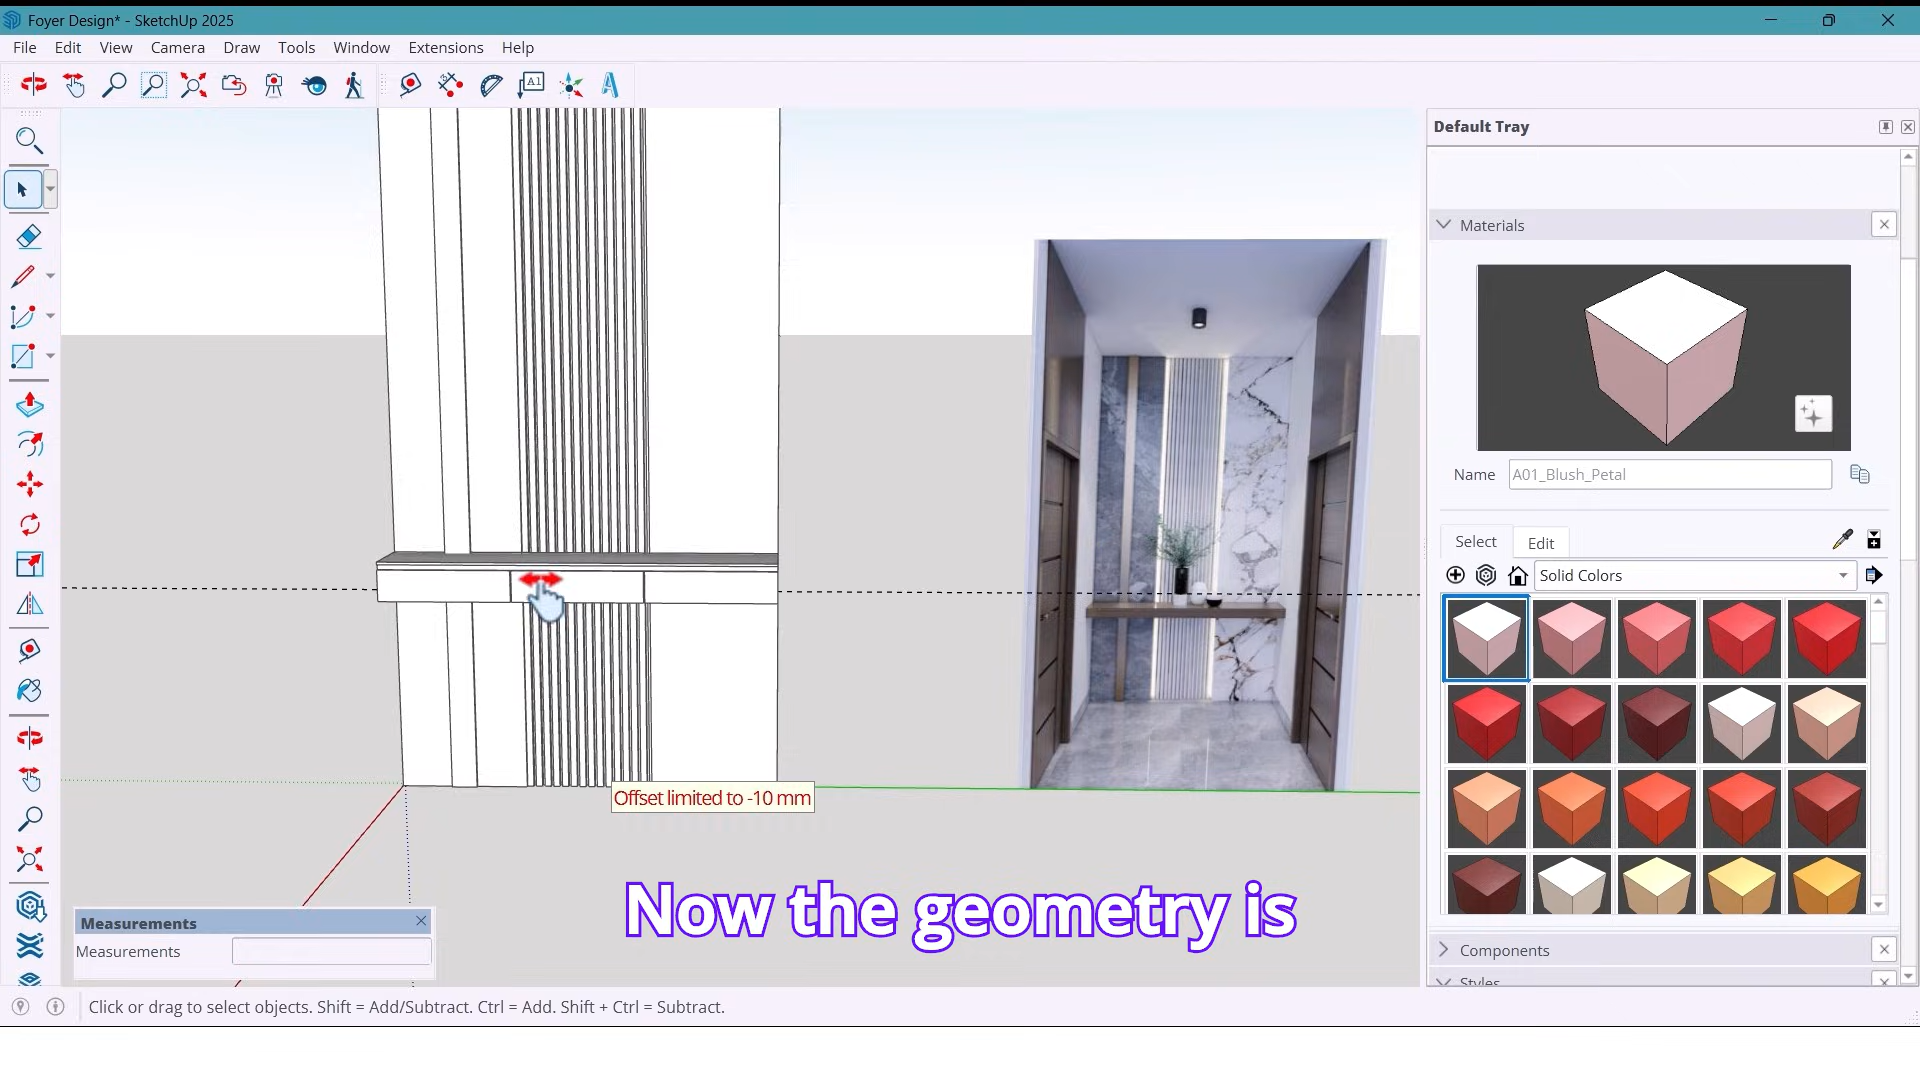 Foyer Design* - SketchUp 2025
File Edit View Camera Draw Tools Window Extensions Help
A1
Default Tray
Materials
Name A01_Blush_Petal
Select Edit
Solid Colors
Offset limited to -10 mm
Now the geometry is
Measurements
Measurements
Components
Styles
Click or drag to select objects. Shift = Add/Subtract. Ctrl = Add. Shift + Ctrl = Subtract.